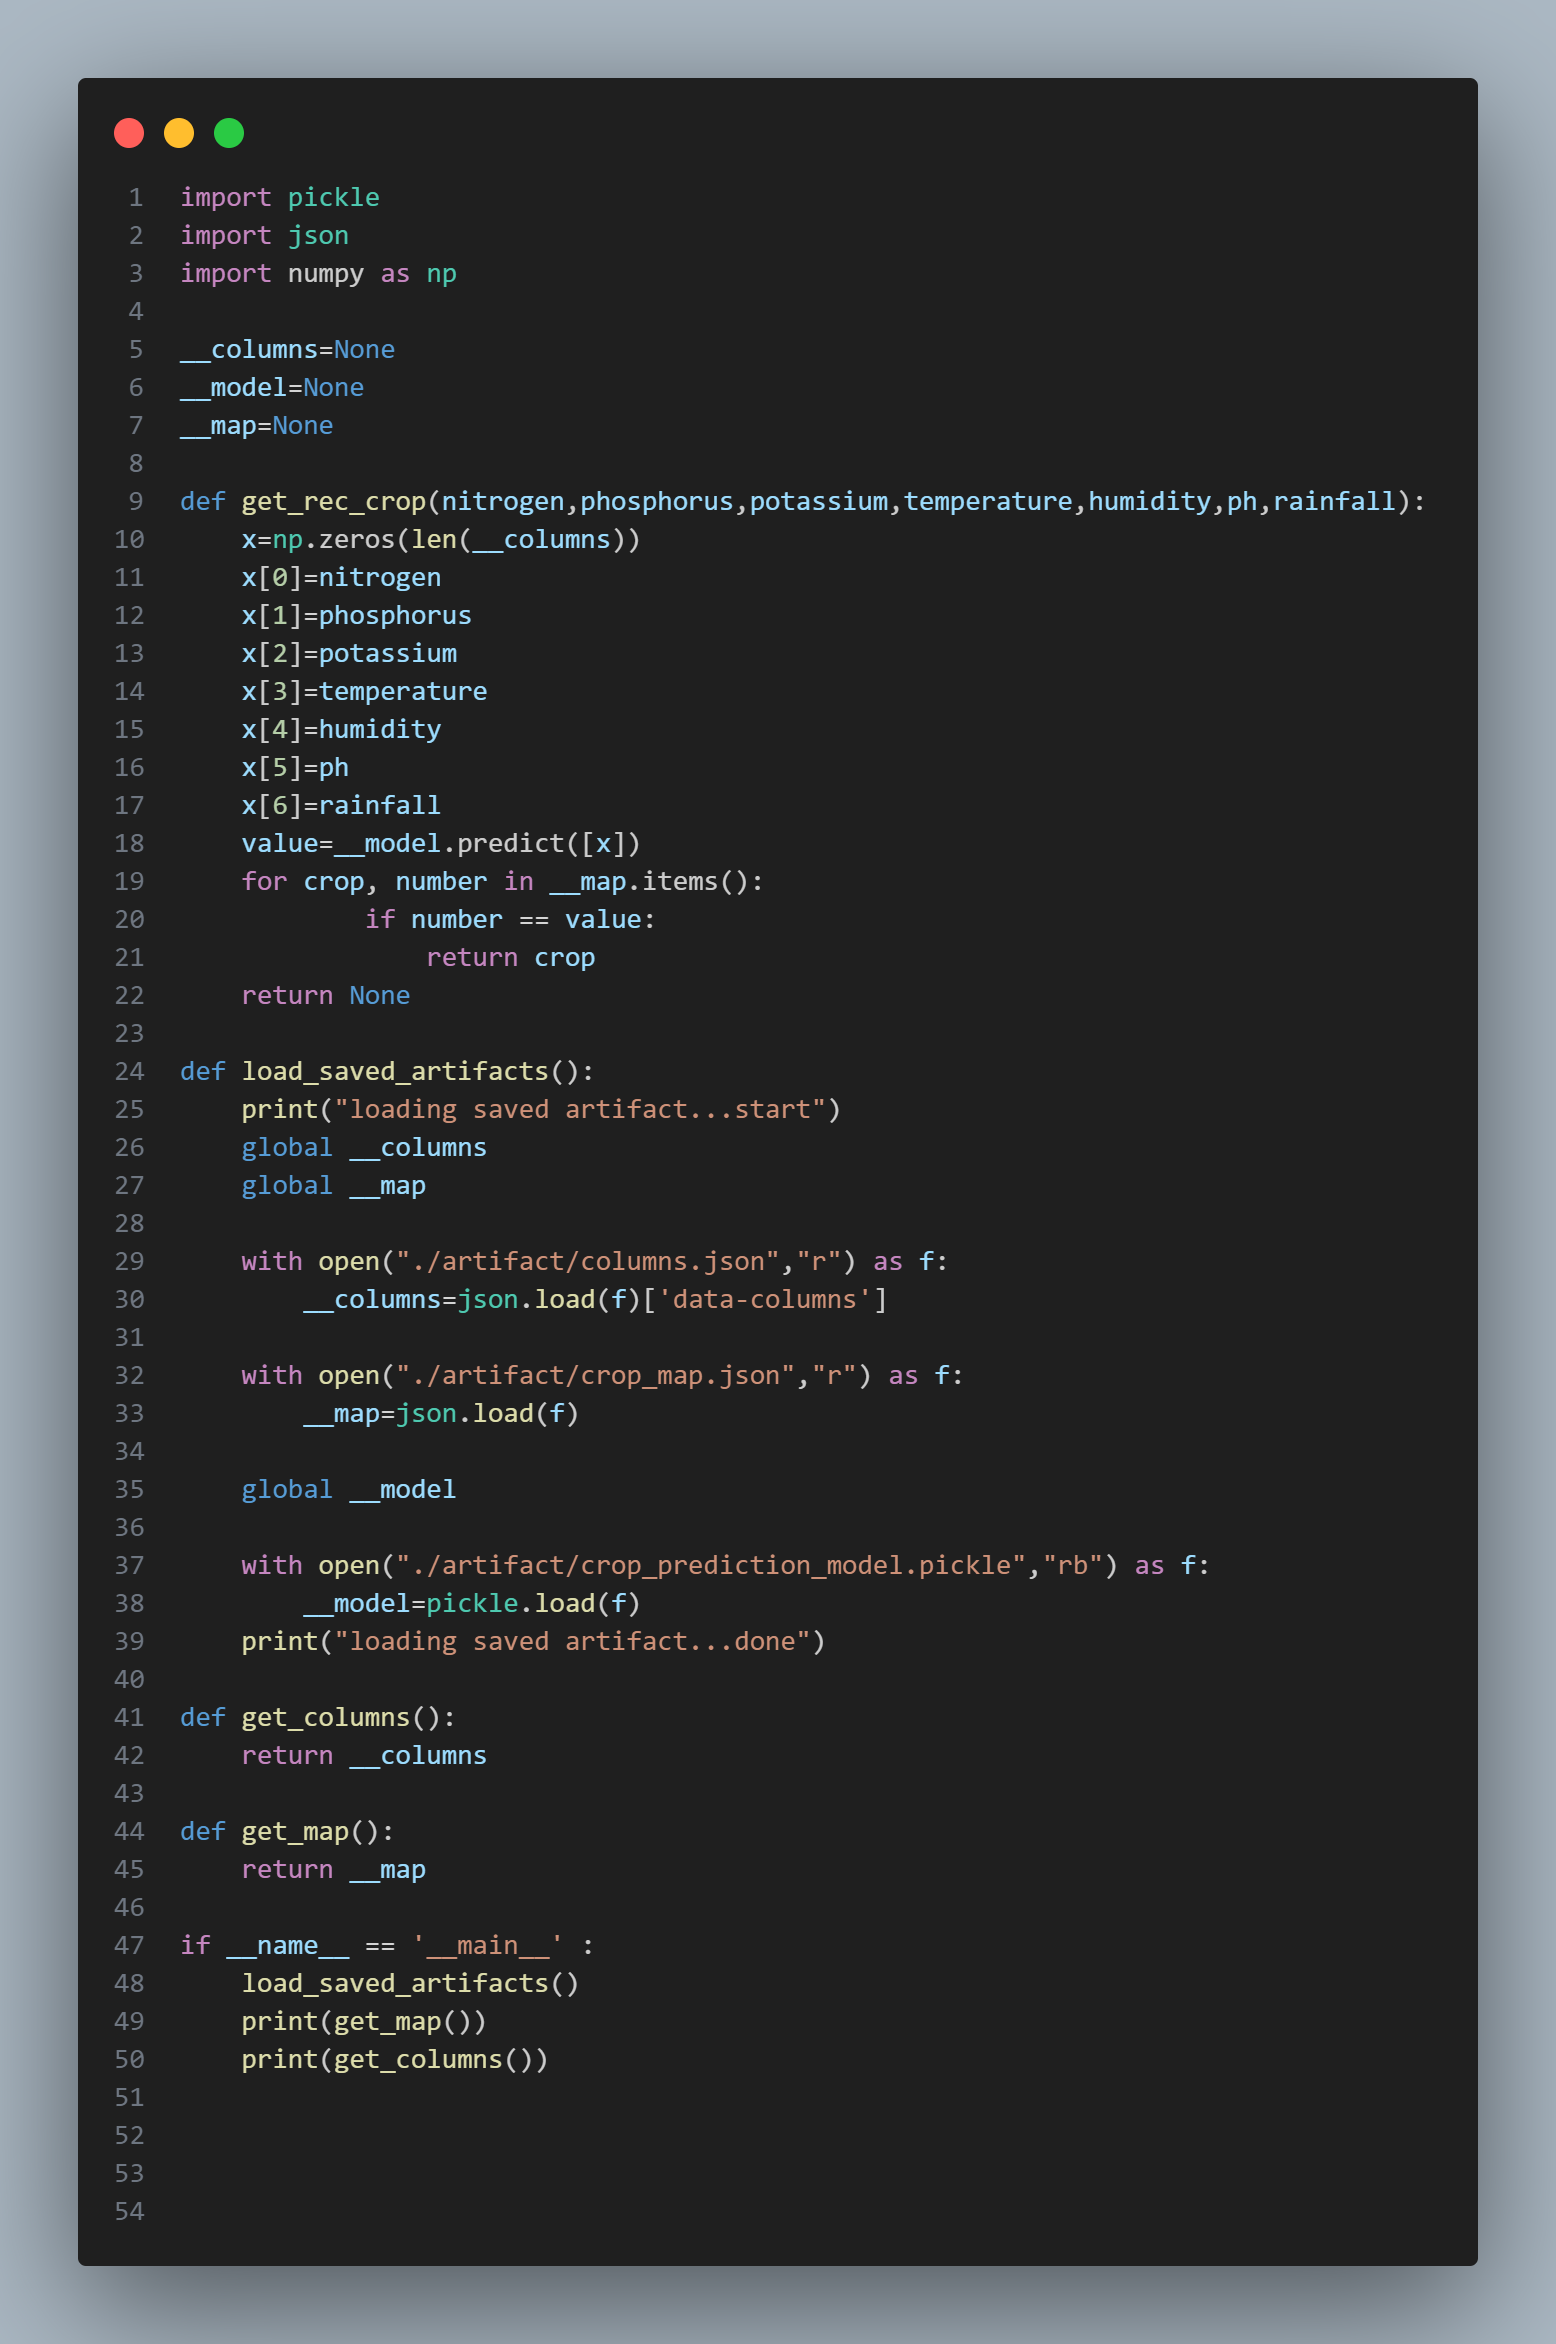 1 import pickle
2 import json
3 import numpy as np
4
5 __columns=None
6 __model=None
7 __map=None
8
9 def get_rec_crop(nitrogen,phosphorus,potassium,temperature,humidity,ph,rainfall):
10     x=np.zeros(len(__columns))
11     x[0]=nitrogen
12     x[1]=phosphorus
13     x[2]=potassium
14     x[3]=temperature
15     x[4]=humidity
16     x[5]=ph
17     x[6]=rainfall
18     value=__model.predict([x])
19     for crop, number in __map.items():
20             if number == value:
21                 return crop
22     return None
23
24 def load_saved_artifacts():
25     print("loading saved artifact...start")
26     global __columns
27     global __map
28
29     with open("./artifact/columns.json","r") as f:
30         __columns=json.load(f)['data-columns']
31
32     with open("./artifact/crop_map.json","r") as f:
33         __map=json.load(f)
34
35     global __model
36
37     with open("./artifact/crop_prediction_model.pickle","rb") as f:
38         __model=pickle.load(f)
39     print("loading saved artifact...done")
40
41 def get_columns():
42     return __columns
43
44 def get_map():
45     return __map
46
47 if __name__ == '__main__' :
48     load_saved_artifacts()
49     print(get_map())
50     print(get_columns())
51
52
53
54